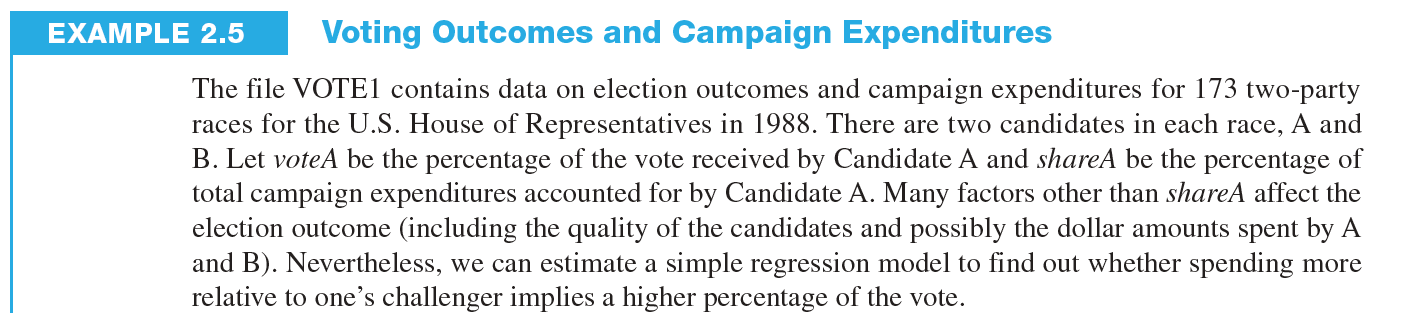 EXAMPLE 2.5 Voting Outcomes and Campaign Expenditures
The file VOTE1 contains data on election outcomes and campaign expenditures for 173 two-party
races for the U.S. House of Representatives in 1988. There are two candidates in each race, A and
B. Let voteA be the percentage of the vote received by Candidate A and shareA be the percentage of
total campaign expenditures accounted for by Candidate A. Many factors other than shareA affect the
election outcome (including the quality of the candidates and possibly the dollar amounts spent by A
and B). Nevertheless, we can estimate a simple regression model to find out whether spending more
relative to one’s challenger implies a higher percentage of the vote.